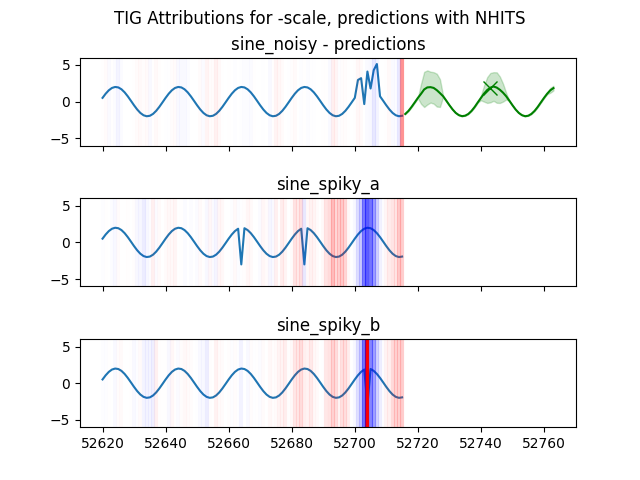 TIG Attributions for -scale, predictions with NHITS
sine_noisy - predictions
5
0
−5
sine_spiky_a
5
0
−5
sine_spiky_b
5
0
−5
52620 52640 52660 52680 52700 52720 52740 52760